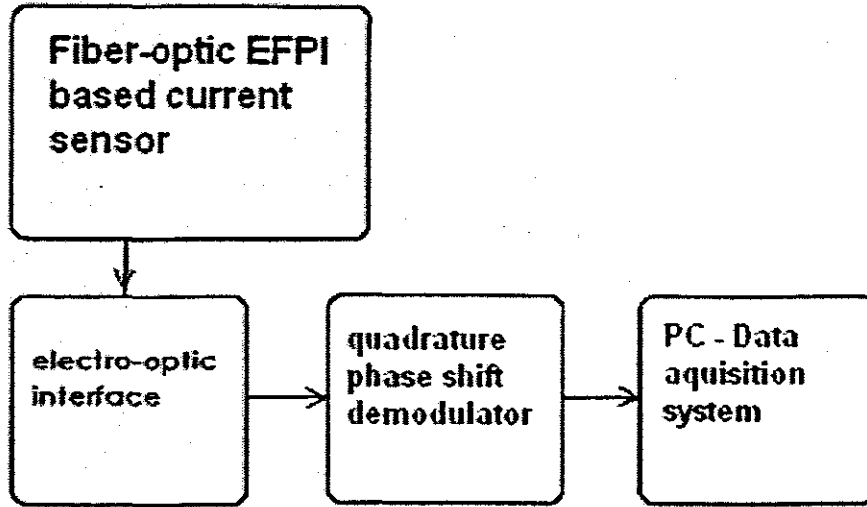 Fiber-optic EFPI
based current
sensor
electro-optic
interface
quadrature
phase shift
demodulator
PC - Data
aquisition
system